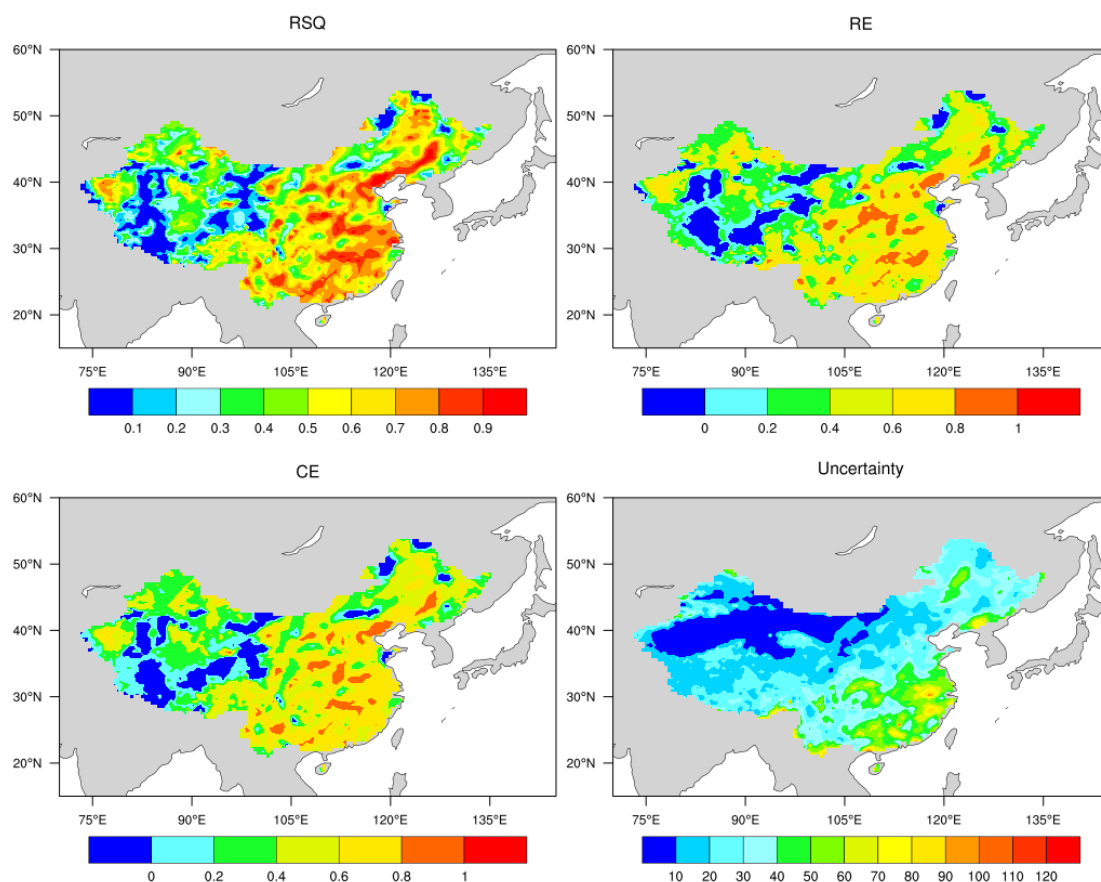 RSQ
RE
60°N
50°N
40°N
30°N
20°N
75°E 90°E 105°E 120°E 135°E
0.1 0.2 0.3 0.4 0.5 0.6 0.7 0.8 0.9
60°N
50°N
40°N
30°N
20°N
75°E 90°E 105°E 120°E 135°E
0 0.2 0.4 0.6 0.8 1
CE
Uncertainty
60°N
50°N
40°N
30°N
20°N
75°E 90°E 105°E 120°E 135°E
0 0.2 0.4 0.6 0.8 1
60°N
50°N
40°N
30°N
20°N
75°E 90°E 105°E 120°E 135°E
10 20 30 40 50 60 70 80 90 100 110 120